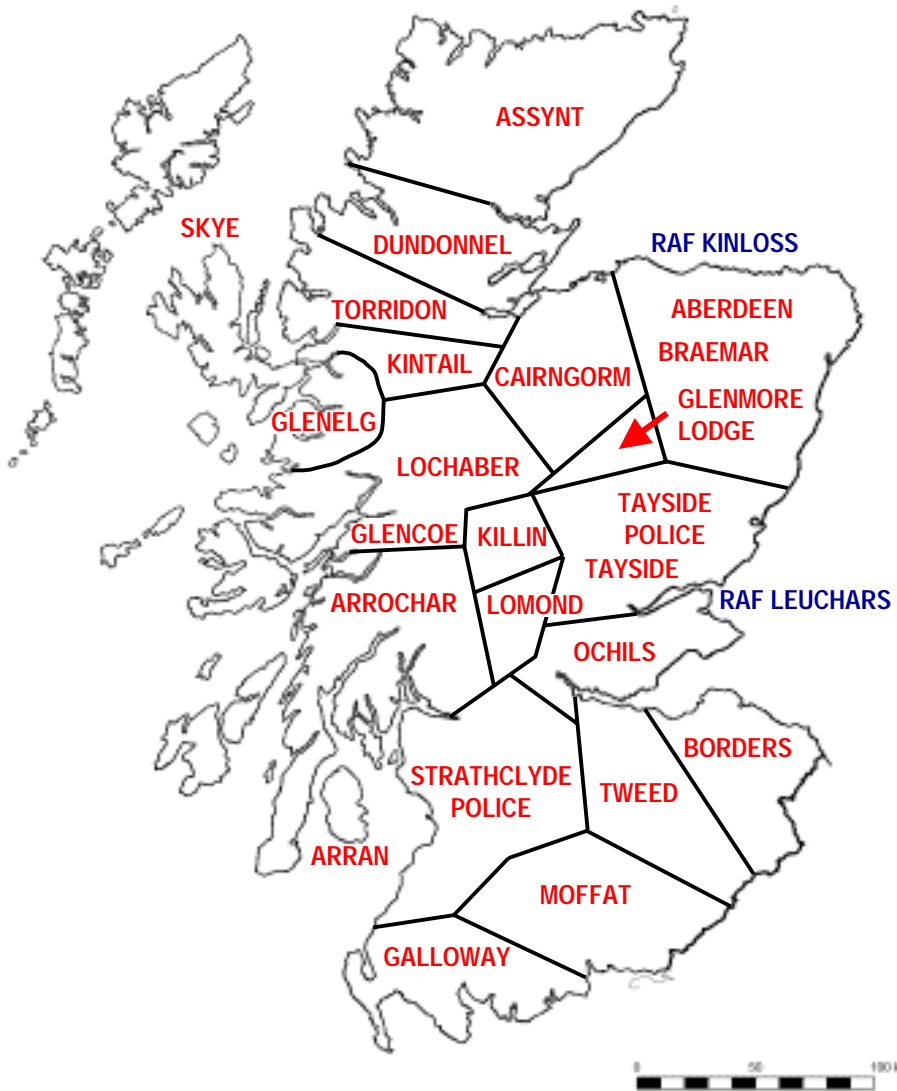 ASSYNT
SKYE
DUNDONNEL
RAF KINLOSS
TORRIDON
ABERDEEN
KINTAIL
BRAEMAR
CAIRNGORM
GLENMORE
LODGE
GLENELG
LOCHABER
TAYSIDE
POLICE
GLENCOE
KILLIN
TAYSIDE
ARROCHAR
LOMOND
RAF LEUCHARS
OCHILS
BORDERS
STRATHCLYDE
POLICE
TWEED
ARRAN
MOFFAT
GALLOWAY
0 50 100 k